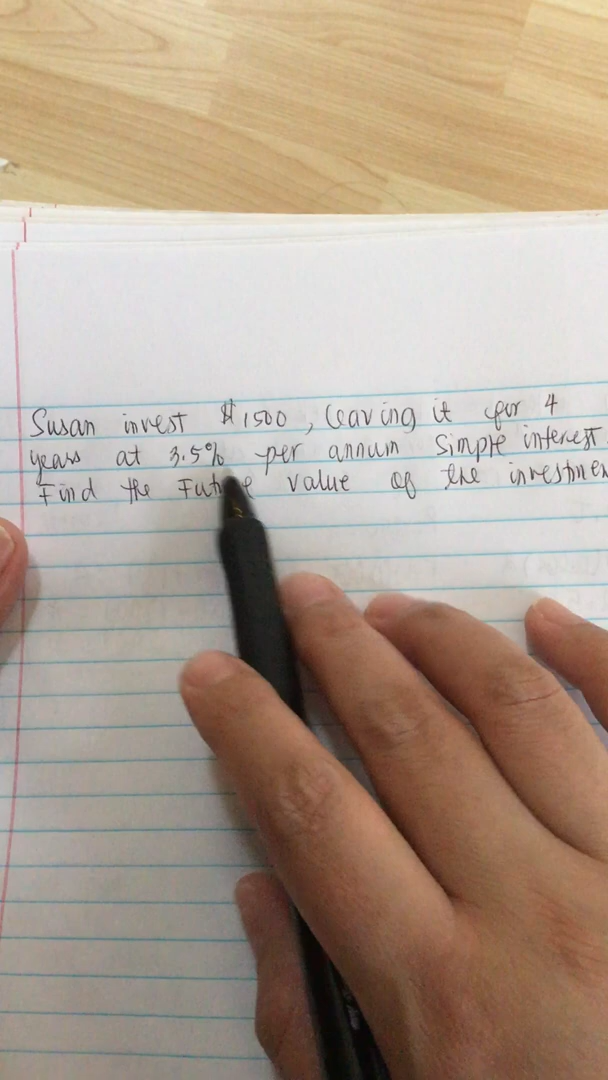 Susan invest $1500, leaving it for 4
years at 3.5% per annum simple interest.
Find the Future value of the